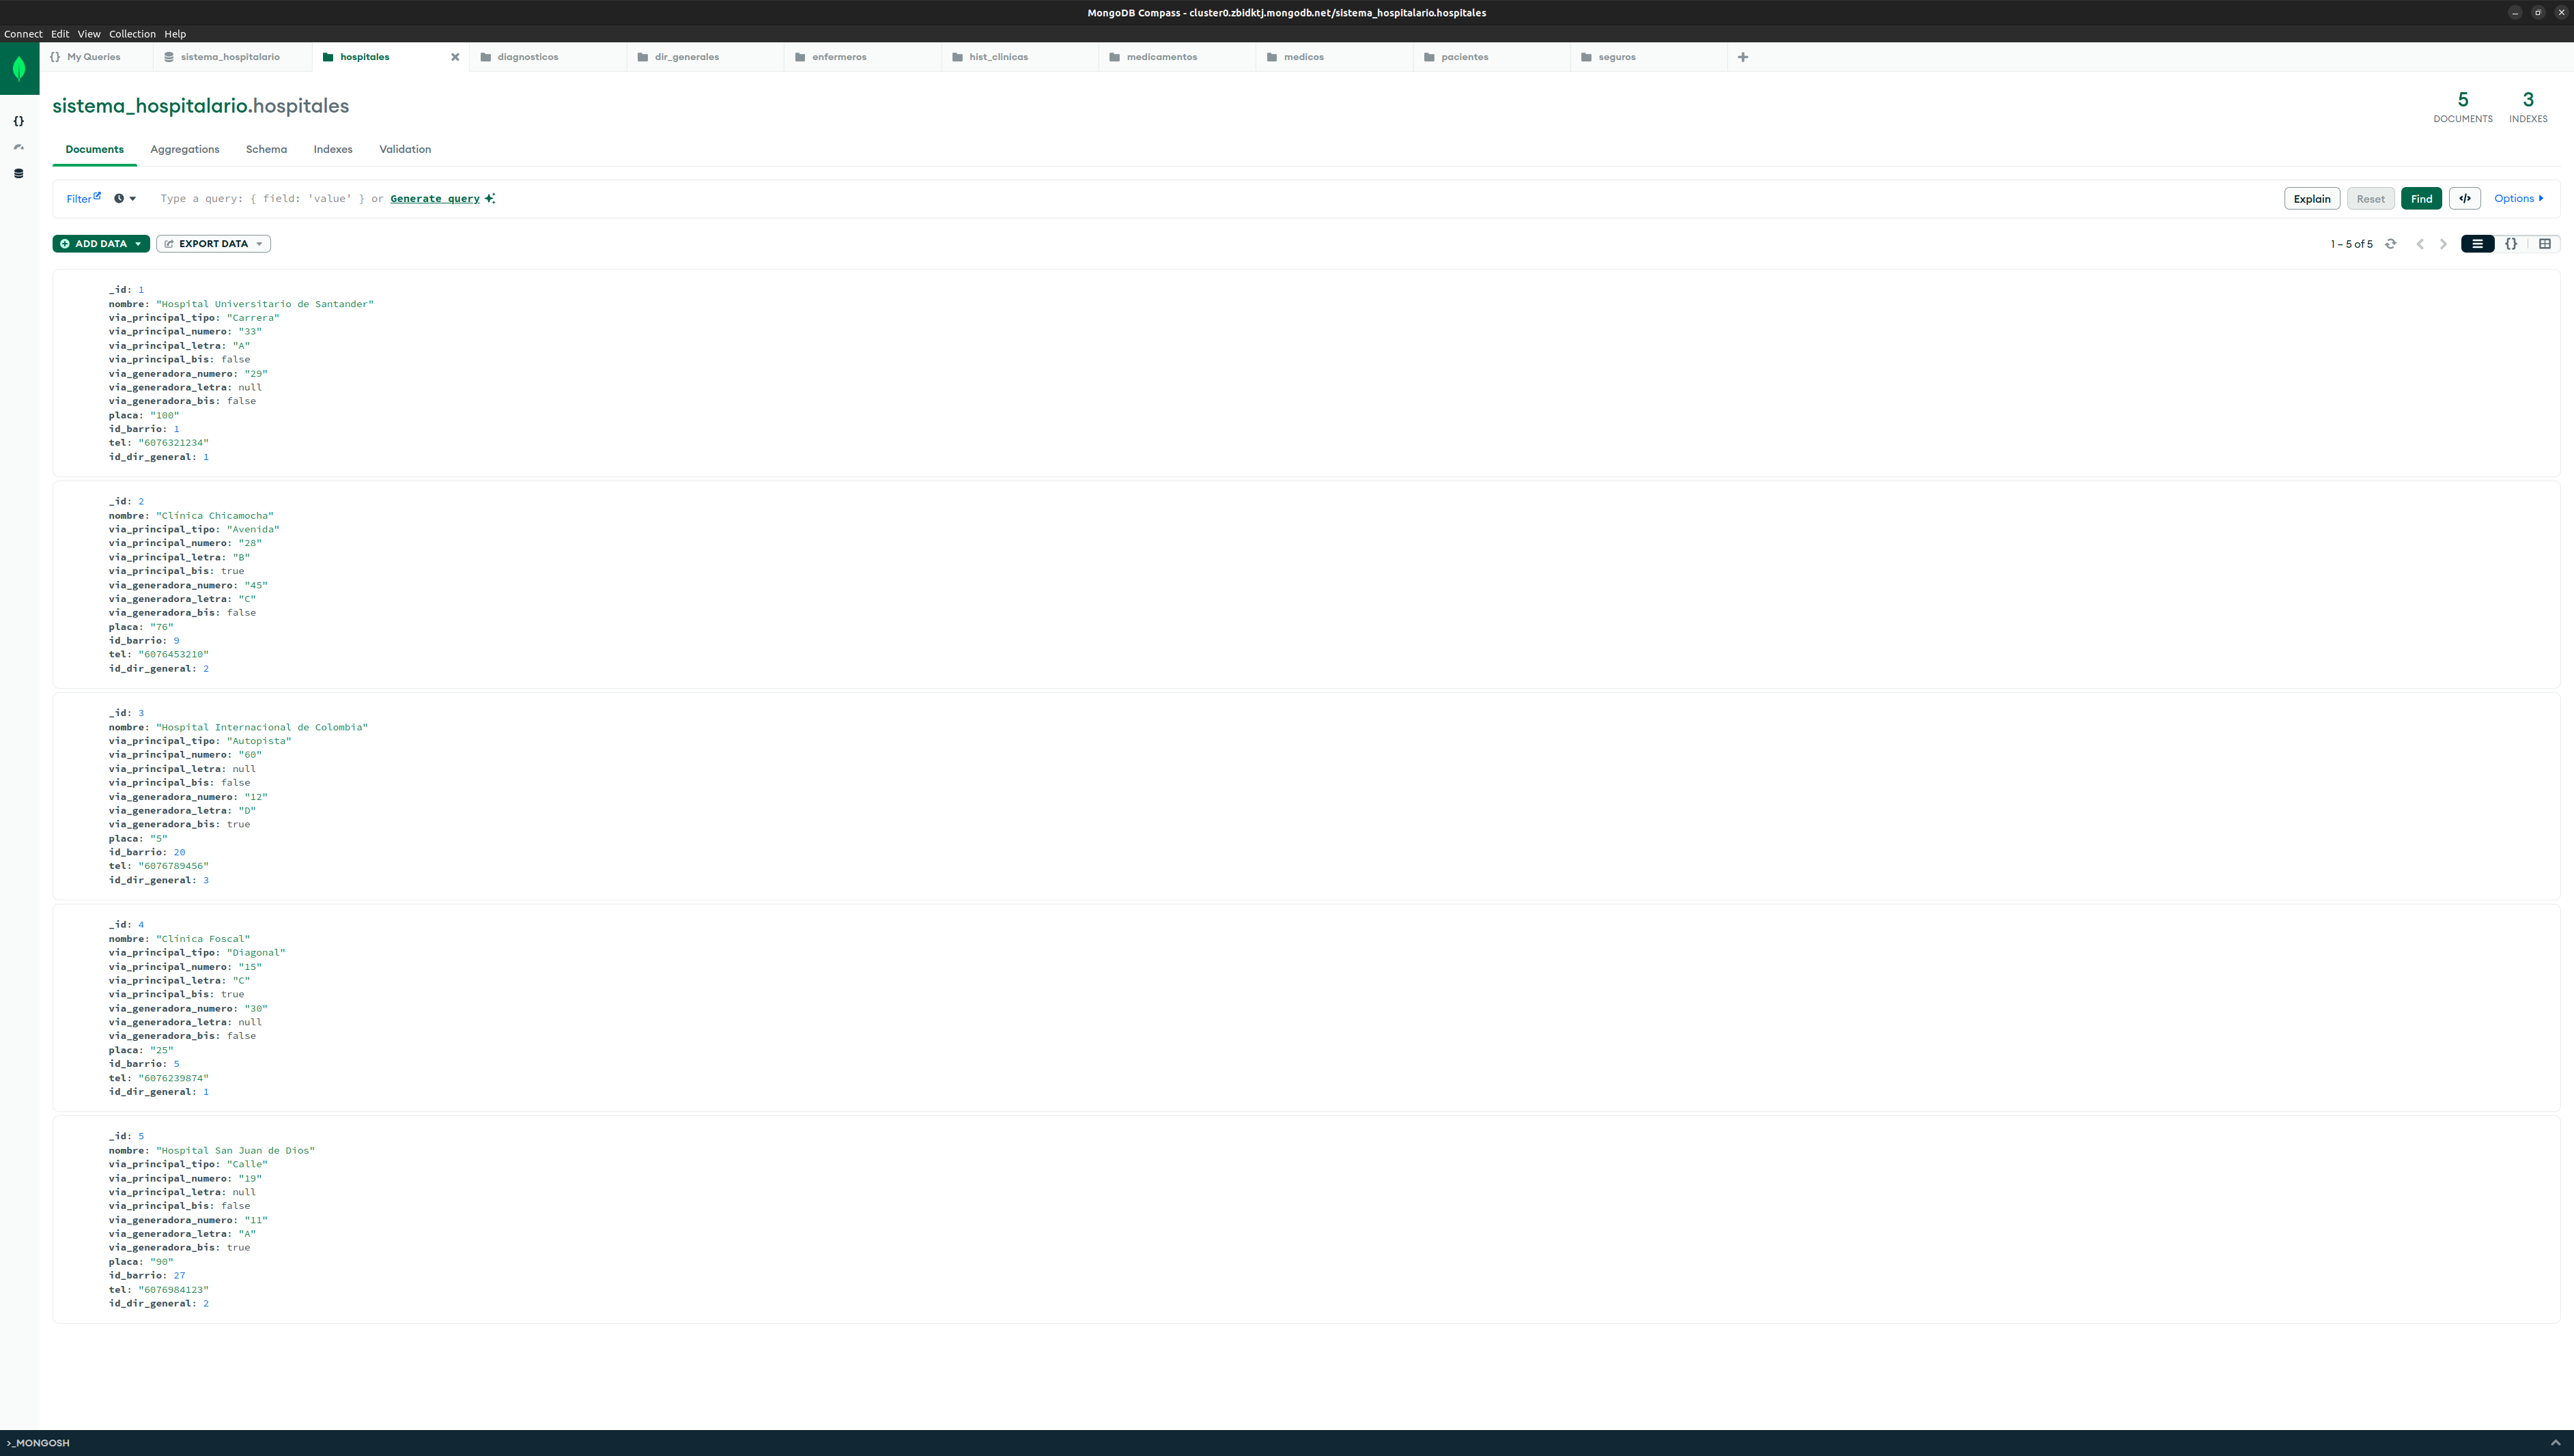 MongoDB Compass - cluster0.zbidktj.mongodb.net/sistema_hospitalario.hospitales
Connect Edit View Collection Help
{} My Queries sistema_hospitalario hospitales diagnosticos dir_generales enfermeros hist_clinicas medicamentos medicos pacientes seguros
sistema_hospitalario.hospitales
5 DOCUMENTS 3 INDEXES
Documents Aggregations Schema Indexes Validation
Filter Type a query: { field: 'value' } or Generate query Explain Reset Find </> Options
ADD DATA EXPORT DATA 1 – 5 of 5 {}
_id: 1
nombre: "Hospital Universitario de Santander"
via_principal_tipo: "Carrera"
via_principal_numero: "33"
via_principal_letra: "A"
via_principal_bis: false
via_generadora_numero: "29"
via_generadora_letra: null
via_generadora_bis: false
placa: "100"
id_barrio: 1
tel: "6076321234"
id_dir_general: 1
_id: 2
nombre: "Clínica Chicamocha"
via_principal_tipo: "Avenida"
via_principal_numero: "28"
via_principal_letra: "B"
via_principal_bis: true
via_generadora_numero: "45"
via_generadora_letra: "C"
via_generadora_bis: false
placa: "76"
id_barrio: 9
tel: "6076453210"
id_dir_general: 2
_id: 3
nombre: "Hospital Internacional de Colombia"
via_principal_tipo: "Autopista"
via_principal_numero: "60"
via_principal_letra: null
via_principal_bis: false
via_generadora_numero: "12"
via_generadora_letra: "D"
via_generadora_bis: true
placa: "5"
id_barrio: 20
tel: "6076789456"
id_dir_general: 3
_id: 4
nombre: "Clínica Foscal"
via_principal_tipo: "Diagonal"
via_principal_numero: "15"
via_principal_letra: "C"
via_principal_bis: true
via_generadora_numero: "30"
via_generadora_letra: null
via_generadora_bis: false
placa: "25"
id_barrio: 5
tel: "6076239874"
id_dir_general: 1
_id: 5
nombre: "Hospital San Juan de Dios"
via_principal_tipo: "Calle"
via_principal_numero: "19"
via_principal_letra: null
via_principal_bis: false
via_generadora_numero: "11"
via_generadora_letra: "A"
via_generadora_bis: true
placa: "90"
id_barrio: 27
tel: "6076984123"
id_dir_general: 2
>_MONGOSH